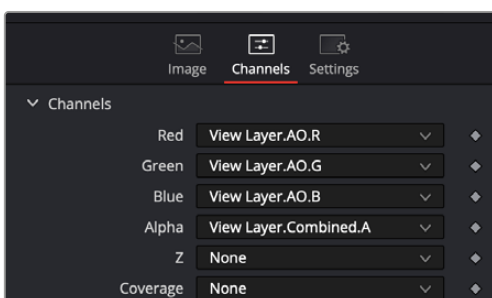 Image Channels Settings
Channels
Red View Layer.AO.R
Green View Layer.AO.G
Blue View Layer.AO.B
Alpha View Layer.Combined.A
Z None
Coverage None